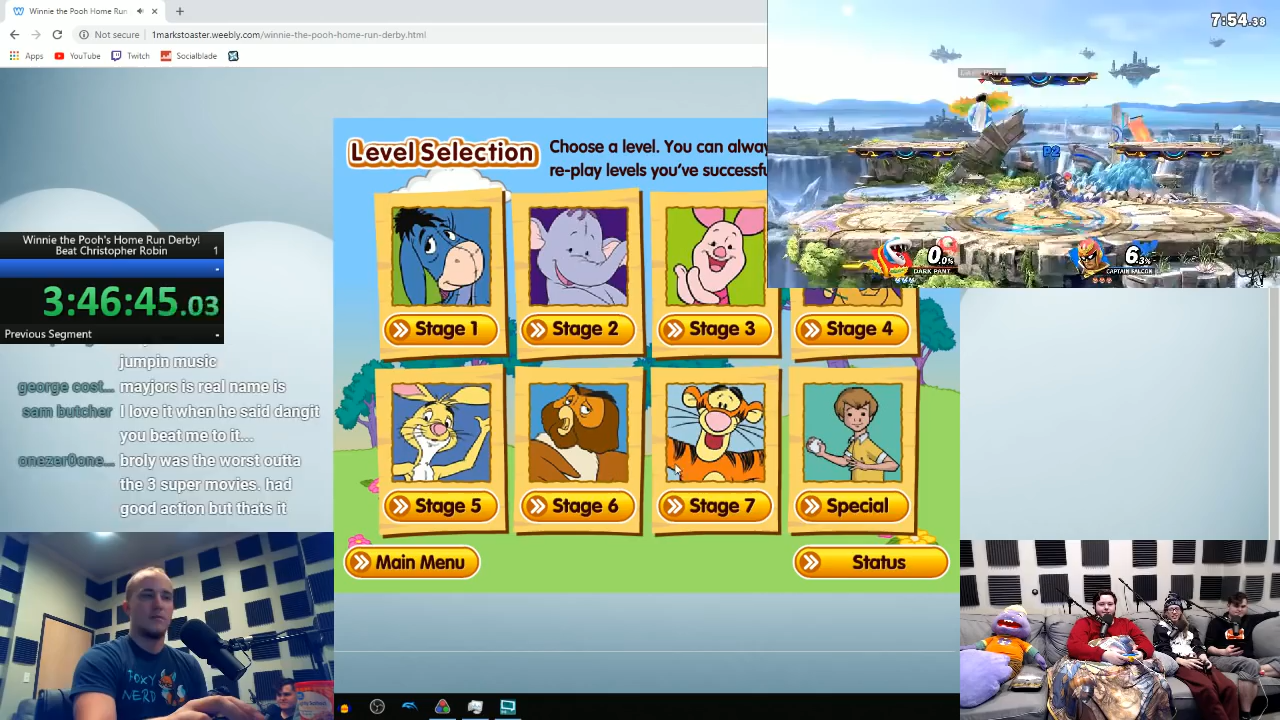 Winnie the Pooh Home Run
Not secure
1markstoaster.weebly.com/winnie-the-pooh-home-run-derby.html
Apps
YouTube
Twitch
Socialblade
7:54.38
P2
0.0%
DARK PANT
6.3%
CAPTAIN FALCON
Level Selection
Choose a level. You can alway
re-play levels you've successfu
Stage 1
Stage 2
Stage 3
Stage 4
Stage 5
Stage 6
Stage 7
Special
Main Menu
Status
Winnie the Pooh's Home Run Derby!
Beat Christopher Robin
1
-
3:46:45.03
Previous Segment
-
jumpin music
george cost... mayjors is real name is
sam butcher I love it when he said dangit
you beat me to it...
onezer0one... broly was the worst outta
the 3 super movies. had
good action but thats it
FOXY
NERD